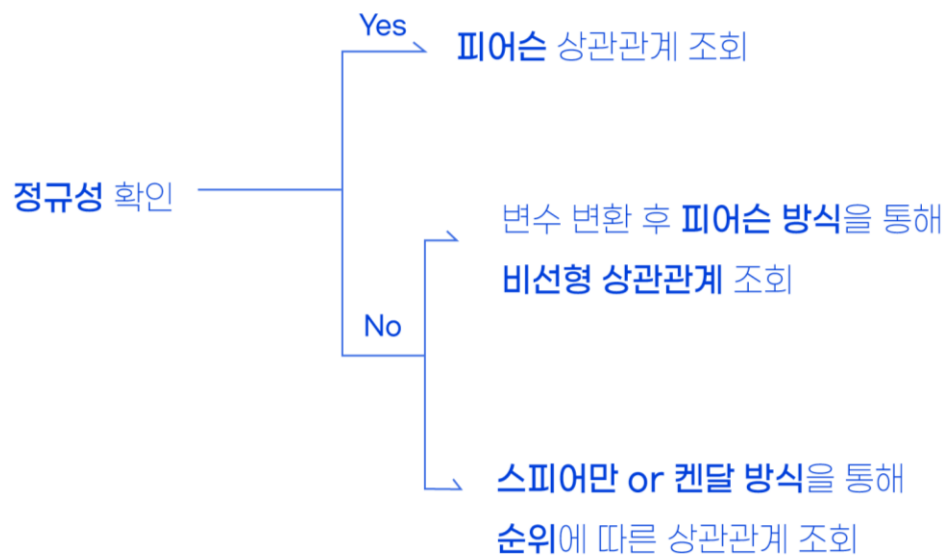 Yes
피어슨 상관관계 조회
정규성 확인
변수 변환 후 피어슨 방식을 통해
비선형 상관관계 조회
No
스피어만 or 켄달 방식을 통해
순위에 따른 상관관계 조회